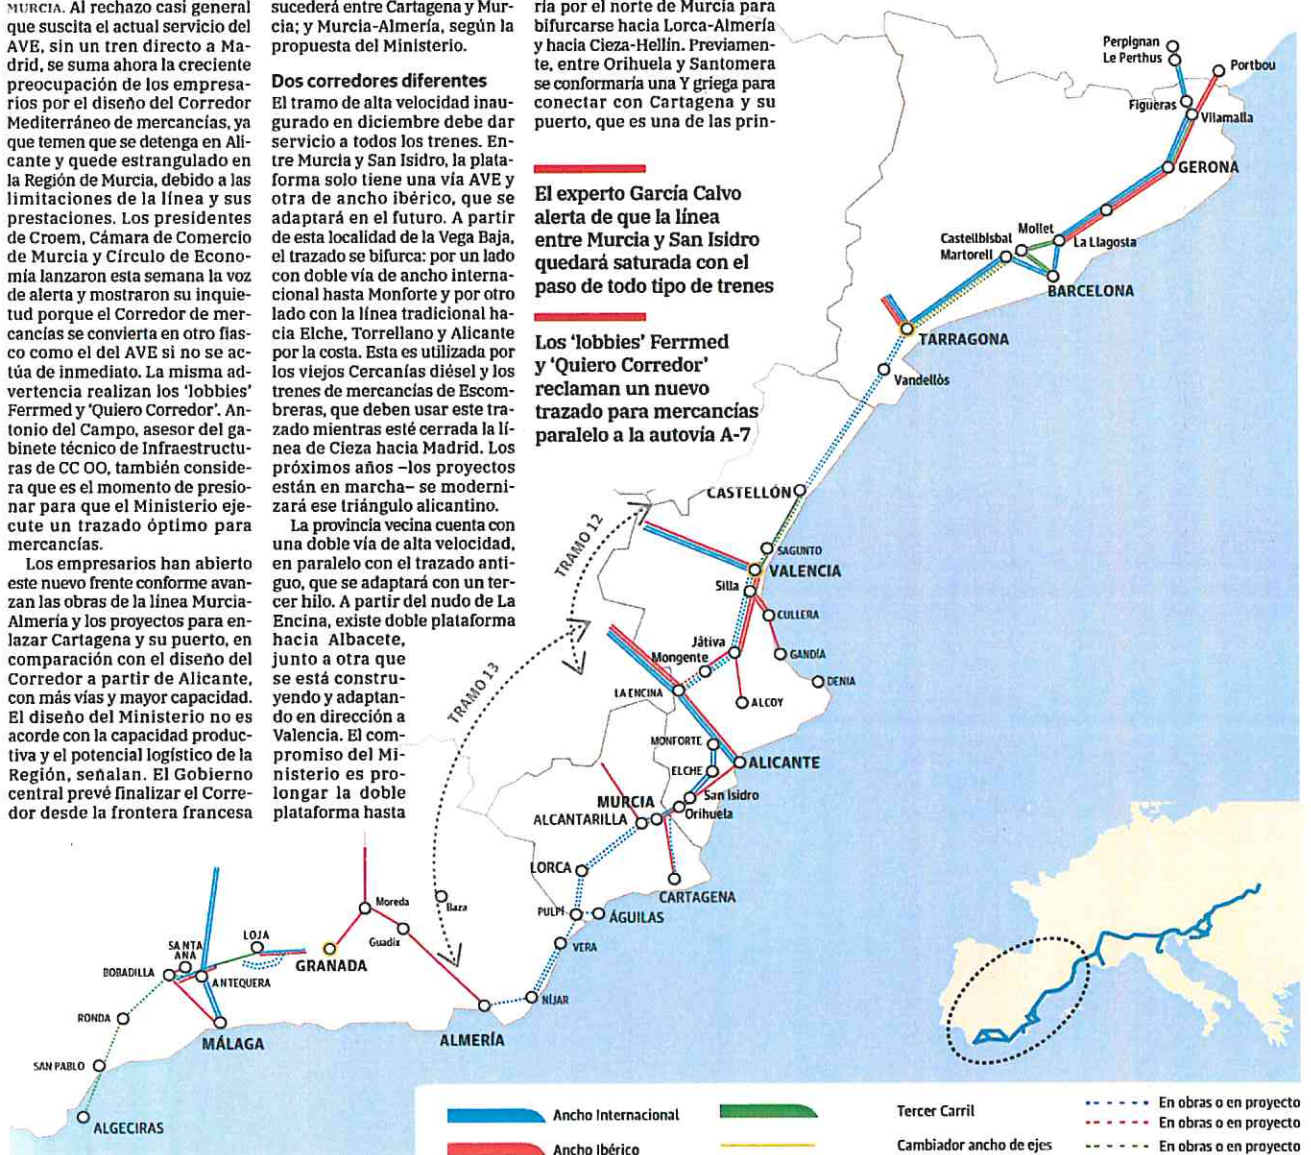 MURCIA. Al rechazo casi general
que suscita el actual servicio del
AVE, sin un tren directo a Ma-
drid, se suma ahora la creciente
preocupación de los empresa-
rios por el diseño del Corredor
Mediterráneo de mercancías, ya
que temen que se detenga en Ali-
cante y quede estrangulado en
la Región de Murcia, debido a las
limitaciones de la línea y sus
prestaciones. Los presidentes
de Croem, Cámara de Comercio
de Murcia y Círculo de Econo-
mía lanzaron esta semana la voz
de alerta y mostraron su inquie-
tud porque el Corredor de mer-
cancías se convierta en otro fias-
co como el del AVE si no se ac-
túa de inmediato. La misma ad-
vertencia realizan los 'lobbies'
Ferrmed y 'Quiero Corredor'. An-
tonio del Campo, asesor del ga-
binete técnico de Infraestructu-
ras de CC OO, también conside-
ra que es el momento de presio-
nar para que el Ministerio eje-
cute un trazado óptimo para
mercancías.
Los empresarios han abierto
este nuevo frente conforme avan-
zan las obras de la línea Murcia-
Almería y los proyectos para en-
lazar Cartagena y su puerto, en
comparación con el diseño del
Corredor a partir de Alicante,
con más vías y mayor capacidad.
El diseño del Ministerio no es
acorde con la capacidad produc-
tiva y el potencial logístico de la
Región, señalan. El Gobierno
central prevé finalizar el Corre-
dor desde la frontera francesa
sucederá entre Cartagena y Mur-
cia; y Murcia-Almería, según la
propuesta del Ministerio.
Dos corredores diferentes
El tramo de alta velocidad inau-
gurado en diciembre debe dar
servicio a todos los trenes. En-
tre Murcia y San Isidro, la plata-
forma solo tiene una vía AVE y
otra de ancho ibérico, que se
adaptará en el futuro. A partir
de esta localidad de la Vega Baja,
el trazado se bifurca: por un lado
con doble vía de ancho interna-
cional hasta Monforte y por otro
lado con la línea tradicional ha-
cia Elche, Torrellano y Alicante
por la costa. Esta es utilizada por
los viejos Cercanías diésel y los
trenes de mercancías de Escom-
breras, que deben usar este tra-
zado mientras esté cerrada la lí-
nea de Cieza hacia Madrid. Los
próximos años –los proyectos
están en marcha– se moderni-
zará ese triángulo alicantino.
La provincia vecina cuenta con
una doble vía de alta velocidad,
en paralelo con el trazado anti-
guo, que se adaptará con un ter-
cer hilo. A partir del nudo de La
Encina, existe doble plataforma
hacia Albacete,
junto a otra que
se está constru-
yendo y adaptan-
do en dirección a
Valencia. El com-
promiso del Mi-
nisterio es pro-
longar la doble
plataforma hasta
ría por el norte de Murcia para
bifurcarse hacia Lorca-Almería
y hacia Cieza-Hellín. Previamen-
te, entre Orihuela y Santomera
se conformaría una Y griega para
conectar con Cartagena y su
puerto, que es una de las prin-
El experto García Calvo
alerta de que la línea
entre Murcia y San Isidro
quedará saturada con el
paso de todo tipo de trenes
Los 'lobbies' Ferrmed
y 'Quiero Corredor'
reclaman un nuevo
trazado para mercancías
paralelo a la autovía A-7
Perpignan
Le Perthus
Portbou
Figueras
Vilamalla
GERONA
Mollet
Castellbisbal
La Llagosta
Martorell
BARCELONA
TARRAGONA
Vandellòs
CASTELLÓN
TRAMO 12
SAGUNTO
VALENCIA
Silla
CULLERA
Játiva
GANDÍA
Mongente
DENIA
LA ENCINA
ALCOY
TRAMO 13
MONFORTE
ALICANTE
ELCHE
San Isidro
MURCIA
Orihuela
ALCANTARILLA
LORCA
CARTAGENA
PULPÍ
ÁGUILAS
Baza
Moreda
Guadix
VERA
LOJA
SANTA
ANA
GRANADA
BOBADILLA
ANTEQUERA
NÍJAR
RONDA
MÁLAGA
ALMERÍA
SAN PABLO
ALGECIRAS
Ancho Internacional
Tercer Carril
En obras o en proyecto
En obras o en proyecto
Ancho Ibérico
Cambiador ancho de ejes
En obras o en proyecto